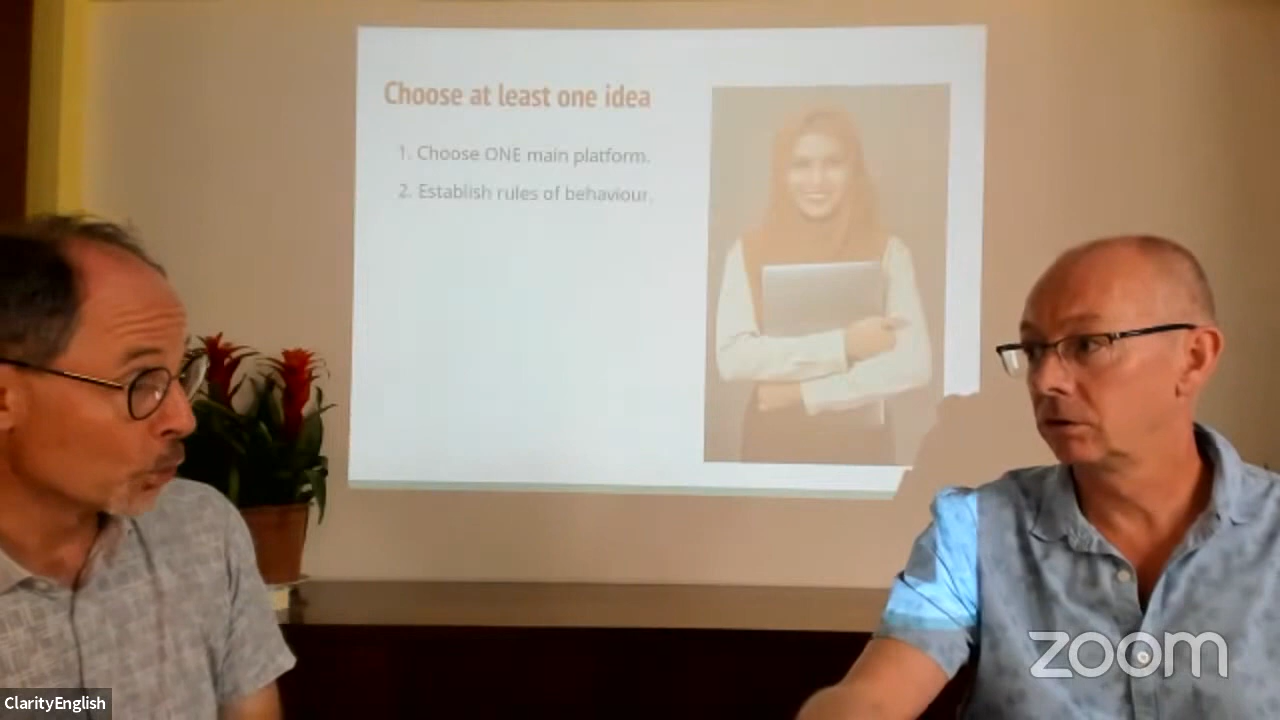 Choose at least one idea
1. Choose ONE main platform.
2. Establish rules of behaviour.
zoom
ClarityEnglish